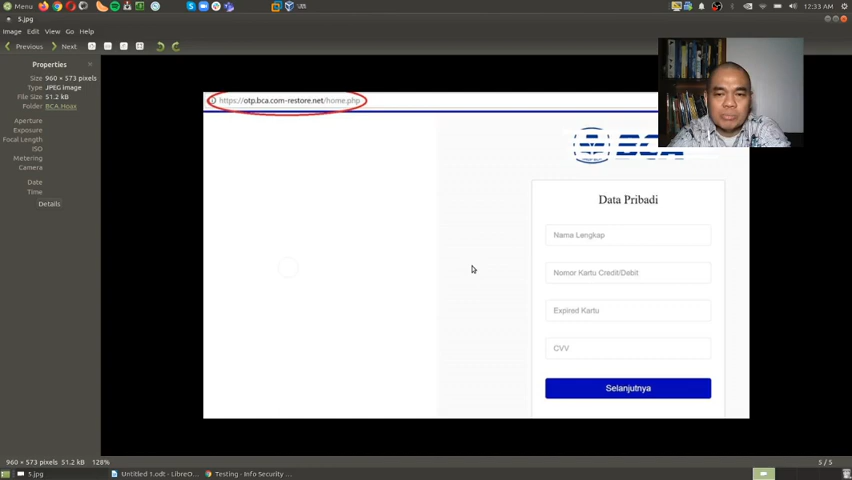 Menu
12:33 AM
5.jpg
Image Edit View Go Help
Previous Next
Properties
Size 960 × 573 pixels
Type JPEG image
File Size 51.2 kB
Folder BCA.Hoax
Aperture
Exposure
Focal Length
ISO
Metering
Camera
Date
Time
Details
https://otp.bca.com-restore.net/home.php
BCA
Data Pribadi
Nama Lengkap
Nomor Kartu Credit/Debit
Expired Kartu
CVV
Selanjutnya
960 × 573 pixels 51.2 kB 128%
5 / 5
5.jpg
Untitled 1.odt - LibreO...
Testing - Info Security ...